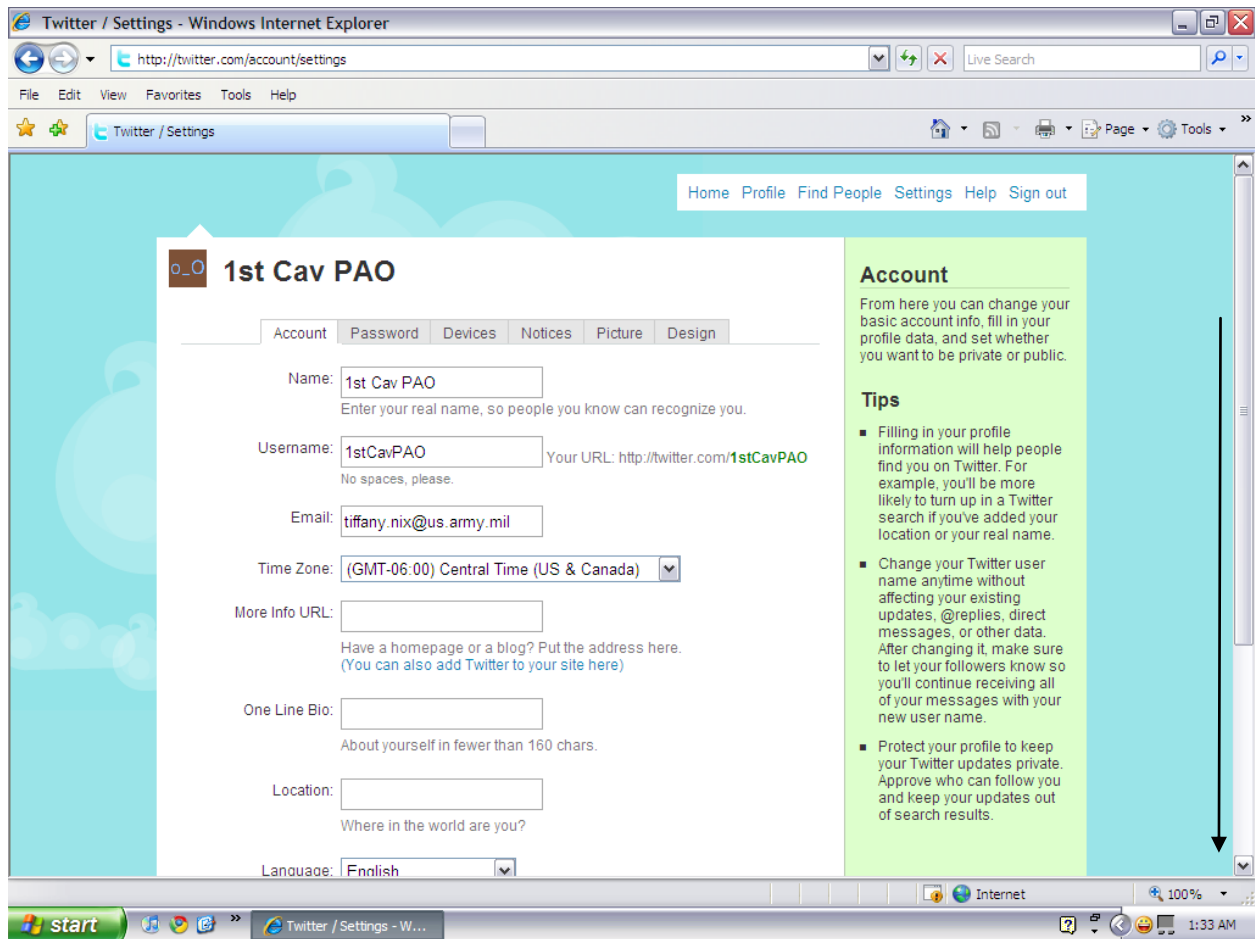 Twitter / Settings - Windows Internet Explorer
http://twitter.com/account/settings
Live Search
File Edit View Favorites Tools Help
Twitter / Settings
Page Tools
Home Profile Find People Settings Help Sign out
o_O
1st Cav PAO
Account Password Devices Notices Picture Design
Name: 1st Cav PAO
Enter your real name, so people you know can recognize you.
Username: 1stCavPAO Your URL: http://twitter.com/1stCavPAO
No spaces, please.
Email: tiffany.nix@us.army.mil
Time Zone: (GMT-06:00) Central Time (US & Canada)
More Info URL:
Have a homepage or a blog? Put the address here.
(You can also add Twitter to your site here)
One Line Bio:
About yourself in fewer than 160 chars.
Location:
Where in the world are you?
Language: English
Account
From here you can change your
basic account info, fill in your
profile data, and set whether
you want to be private or public.
Tips
Filling in your profile
information will help people
find you on Twitter. For
example, you'll be more
likely to turn up in a Twitter
search if you've added your
location or your real name.
Change your Twitter user
name anytime without
affecting your existing
updates, @replies, direct
messages, or other data.
After changing it, make sure
to let your followers know so
you'll continue receiving all
of your messages with your
new user name.
Protect your profile to keep
your Twitter updates private.
Approve who can follow you
and keep your updates out
of search results.
Internet 100%
start Twitter / Settings - W... 1:33 AM